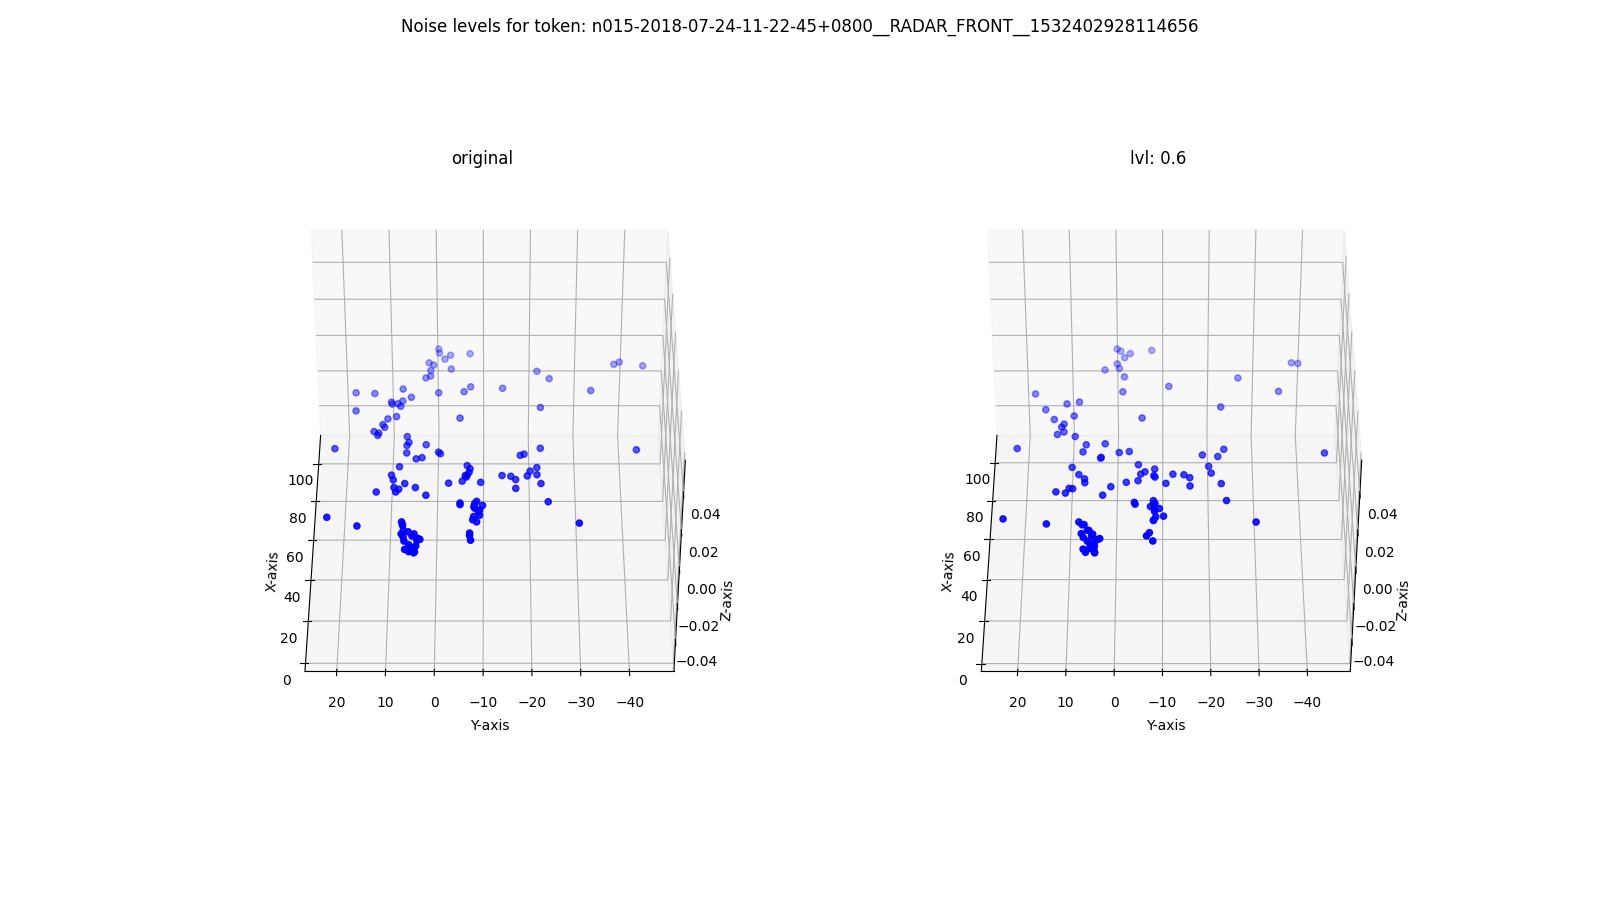 Noise levels for token: n015-2018-07-24-11-22-45+0800__RADAR_FRONT__1532402928114656
original
100
80
60
40
20
0
X-axis
20 10 0 −10 −20 −30 −40
Y-axis
0.04
0.02
0.00
−0.02
−0.04
Z-axis
lvl: 0.6
100
80
60
40
20
0
X-axis
20 10 0 −10 −20 −30 −40
Y-axis
0.04
0.02
0.00
−0.02
−0.04
Z-axis